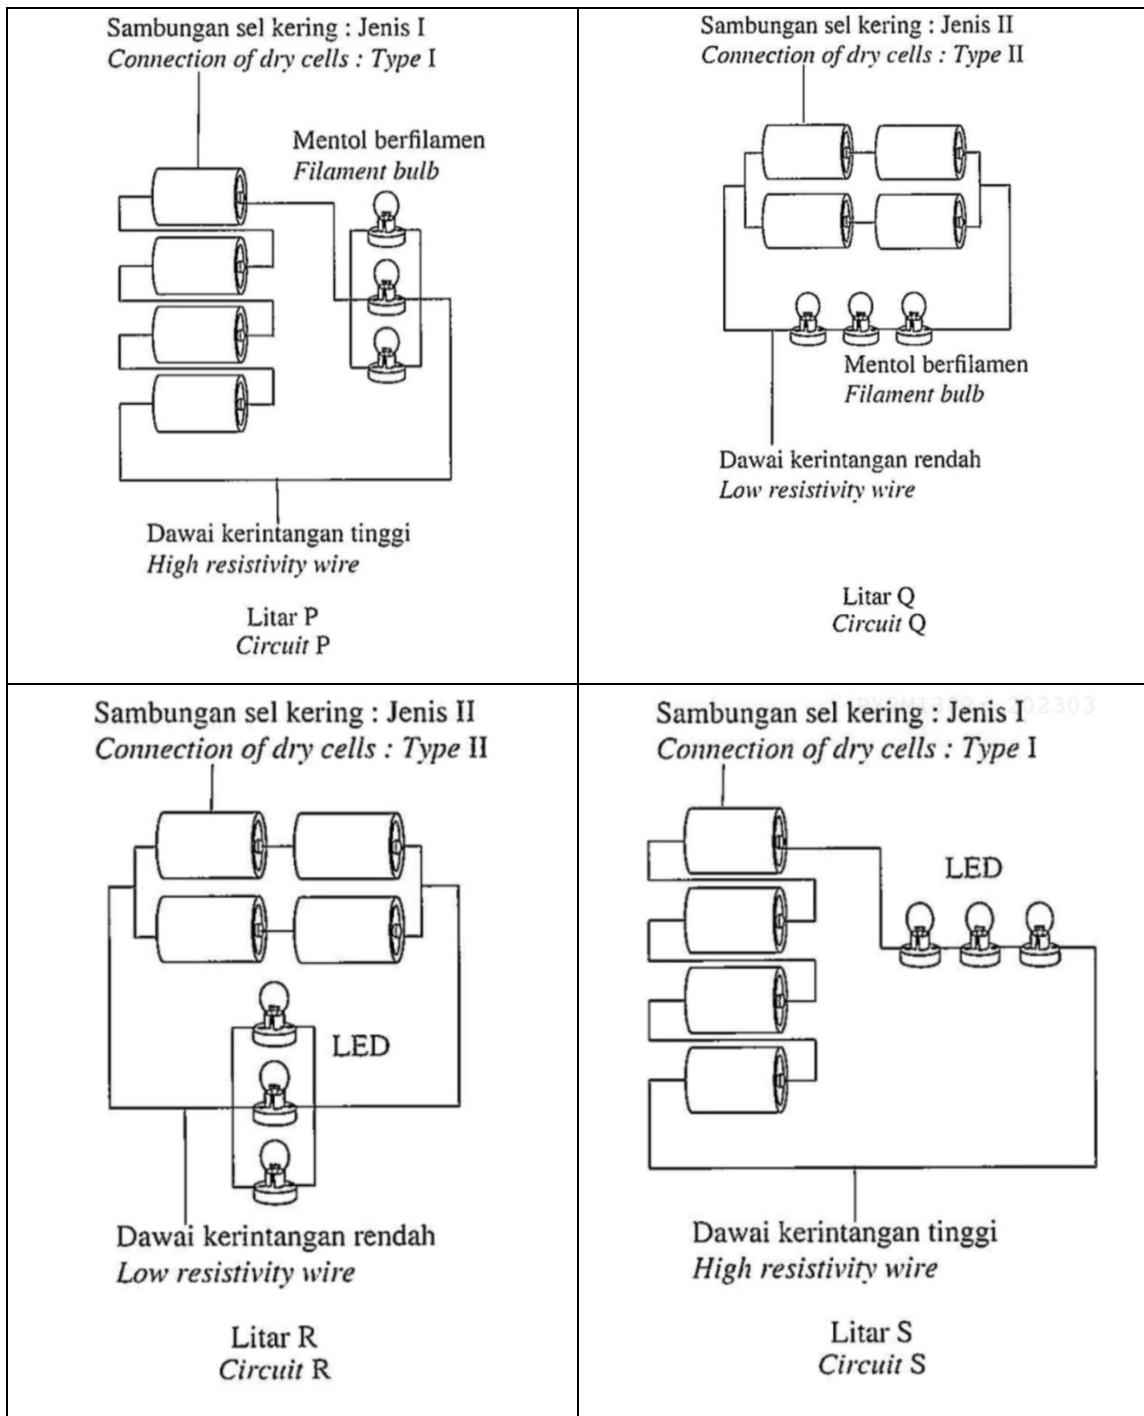 Sambungan sel kering : Jenis I
Connection of dry cells : Type I
Mentol berfilamen
Filament bulb
Dawai kerintangan tinggi
High resistivity wire
Litar P
Circuit P
Sambungan sel kering : Jenis II
Connection of dry cells : Type II
Mentol berfilamen
Filament bulb
Dawai kerintangan rendah
Low resistivity wire
Litar Q
Circuit Q
Sambungan sel kering : Jenis II
Connection of dry cells : Type II
LED
Dawai kerintangan rendah
Low resistivity wire
Litar R
Circuit R
Sambungan sel kering : Jenis I
Connection of dry cells : Type I
LED
Dawai kerintangan tinggi
High resistivity wire
Litar S
Circuit S